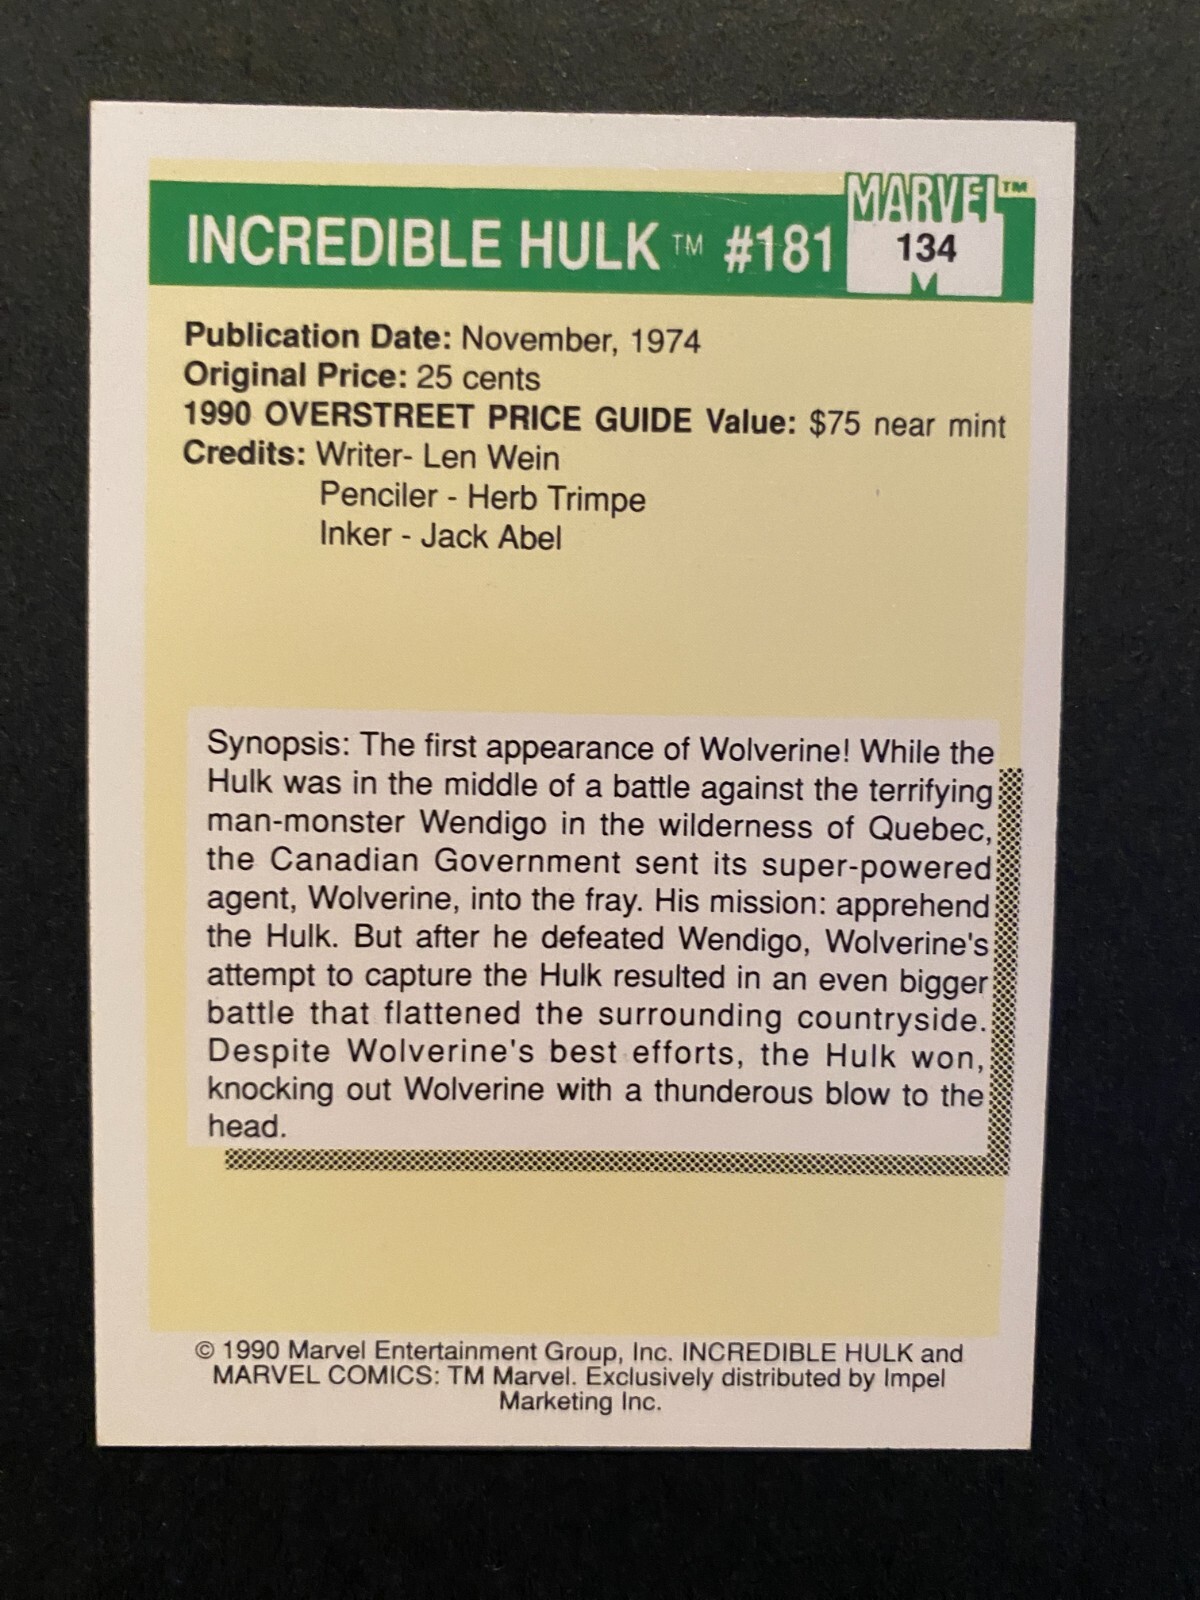 INCREDIBLE HULK ™ #181
MARVEL™
134
M
Publication Date: November, 1974
Original Price: 25 cents
1990 OVERSTREET PRICE GUIDE Value: $75 near mint
Credits: Writer- Len Wein
Penciler - Herb Trimpe
Inker - Jack Abel
Synopsis: The first appearance of Wolverine! While the
Hulk was in the middle of a battle against the terrifying
man-monster Wendigo in the wilderness of Quebec,
the Canadian Government sent its super-powered
agent, Wolverine, into the fray. His mission: apprehend
the Hulk. But after he defeated Wendigo, Wolverine's
attempt to capture the Hulk resulted in an even bigger
battle that flattened the surrounding countryside.
Despite Wolverine's best efforts, the Hulk won,
knocking out Wolverine with a thunderous blow to the
head.
© 1990 Marvel Entertainment Group, Inc. INCREDIBLE HULK and
MARVEL COMICS: TM Marvel. Exclusively distributed by Impel
Marketing Inc.